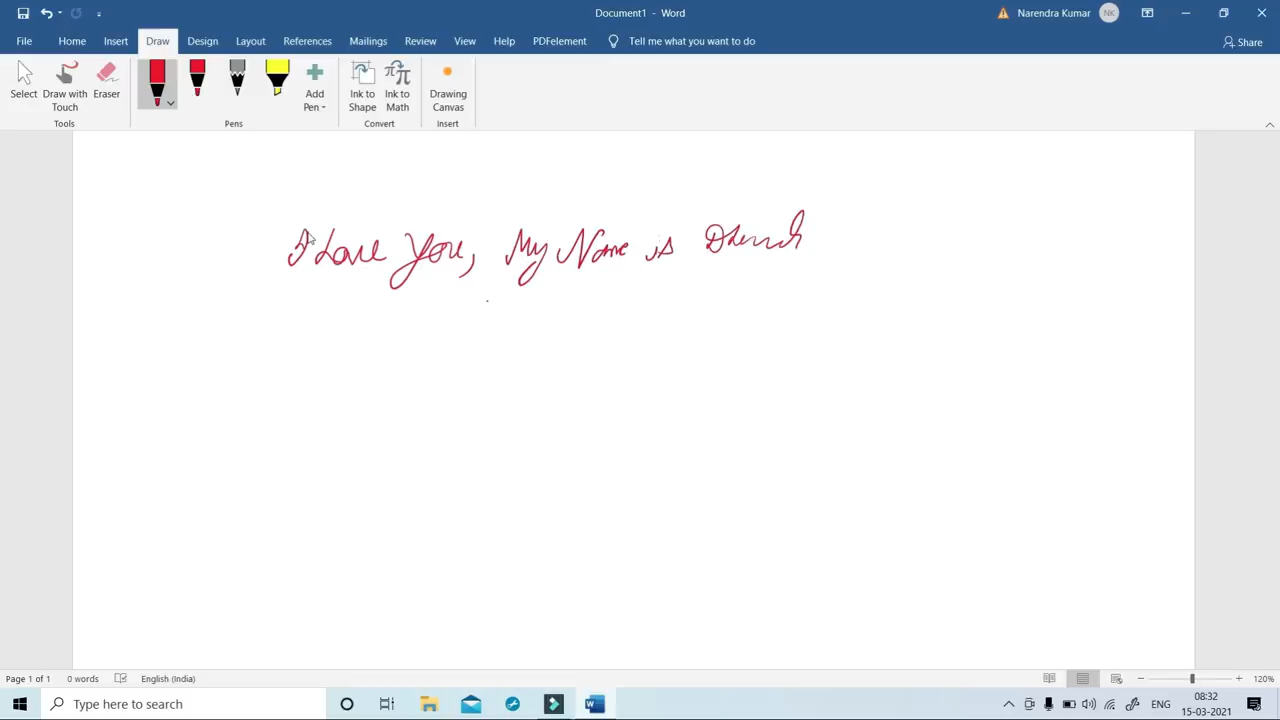 Document1 - Word
Narendra Kumar NK
File Home Insert Draw Design Layout References Mailings Review View Help PDFelement Tell me what you want to do Share
Select Draw with Touch Eraser Add Pen Ink to Shape Ink to Math Drawing Canvas
Tools Pens Convert Insert
I Love You, My Name is
Page 1 of 1 0 words English (India) 120%
Type here to search ENG 08:32
15-03-2021